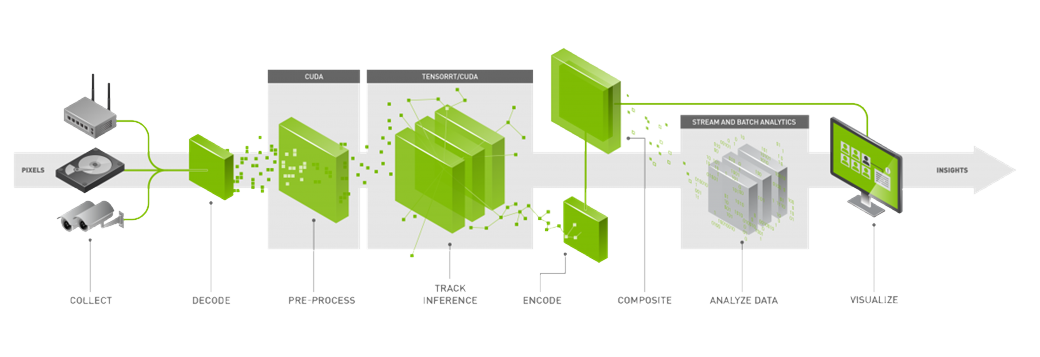 CUDA
TENSORRT/CUDA
STREAM AND BATCH ANALYTICS
PIXELS
INSIGHTS
COLLECT
DECODE
PRE-PROCESS
TRACK
INFERENCE
ENCODE
COMPOSITE
ANALYZE DATA
VISUALIZE